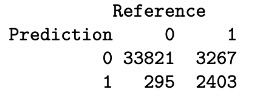 Reference
Prediction 0 1
0 33821 3267
1 295 2403